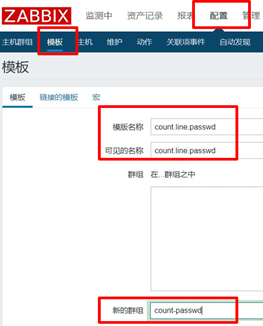 ZABBIX 监测中 资产记录 报表 配置 管理
主机群组 模板 主机 维护 动作 关联项事件 自动发现
模板
模板 链接的模板 宏
模版名称 count.line.passwd
可见的名称 count.line.passwd
群组 在...群组之中
新的群组 count-passwd